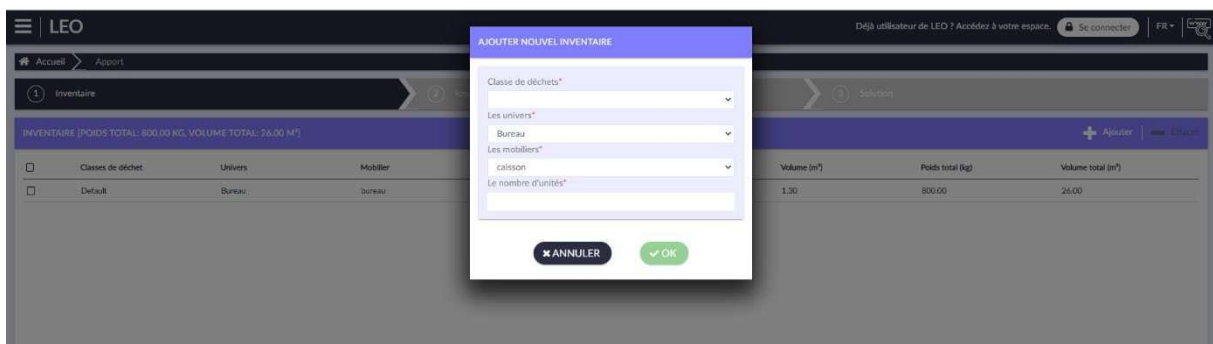 LEO
Déjà utilisateur de LEO ? Accédez à votre espace. Se connecter FR
Accueil Apport
1 Inventaire
2
3 Solution
INVENTAIRE [POIDS TOTAL: 800.00 KG, VOLUME TOTAL: 26.00 M³]
Ajouter
Classes de déchet Univers Mobilier Volume (m³) Poids total (kg) Volume total (m³)
Default Bureau bureau 1.30 800.00 26.00
AJOUTER NOUVEL INVENTAIRE
Classe de déchets*
Les univers*
Bureau
Les mobiliers*
caisson
Le nombre d'unités*
ANNULER OK